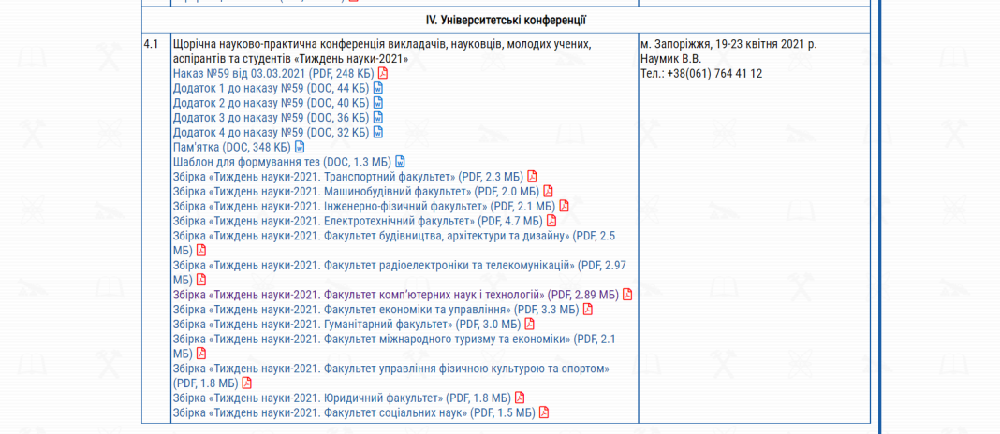 IV. Університетські конференції
4.1
Щорічна науково-практична конференція викладачів, науковців, молодих учених,
аспірантів та студентів «Тиждень науки-2021»
Наказ №59 від 03.03.2021 (PDF, 248 КБ)
Додаток 1 до наказу №59 (DOC, 44 КБ)
Додаток 2 до наказу №59 (DOC, 40 КБ)
Додаток 3 до наказу №59 (DOC, 36 КБ)
Додаток 4 до наказу №59 (DOC, 32 КБ)
Пам'ятка (DOC, 348 КБ)
Шаблон для формування тез (DOC, 1.3 МБ)
Збірка «Тиждень науки-2021. Транспортний факультет» (PDF, 2.3 МБ)
Збірка «Тиждень науки-2021. Машинобудівний факультет» (PDF, 2.0 МБ)
Збірка «Тиждень науки-2021. Інженерно-фізичний факультет» (PDF, 2.1 МБ)
Збірка «Тиждень науки-2021. Електротехнічний факультет» (PDF, 4.7 МБ)
Збірка «Тиждень науки-2021. Факультет будівництва, архітектури та дизайну» (PDF, 2.5
МБ)
Збірка «Тиждень науки-2021. Факультет радіоелектроніки та телекомунікацій» (PDF, 2.97
МБ)
Збірка «Тиждень науки-2021. Факультет комп'ютерних наук і технологій» (PDF, 2.89 МБ)
Збірка «Тиждень науки-2021. Факультет економіки та управління» (PDF, 3.3 МБ)
Збірка «Тиждень науки-2021. Гуманітарний факультет» (PDF, 3.0 МБ)
Збірка «Тиждень науки-2021. Факультет міжнародного туризму та економіки» (PDF, 2.1
МБ)
Збірка «Тиждень науки-2021. Факультет управління фізичною культурою та спортом»
(PDF, 1.8 МБ)
Збірка «Тиждень науки-2021. Юридичний факультет» (PDF, 1.8 МБ)
Збірка «Тиждень науки-2021. Факультет соціальних наук» (PDF, 1.5 МБ)
м. Запоріжжя, 19-23 квітня 2021 р.
Наумик В.В.
Тел.: +38(061) 764 41 12